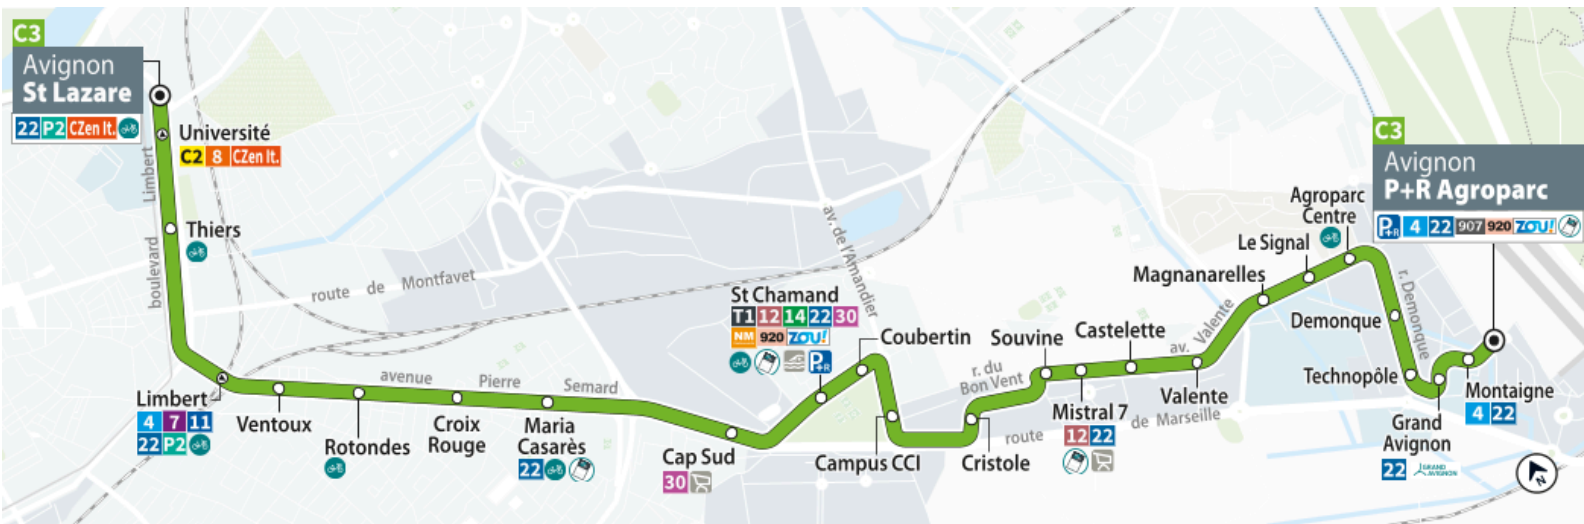 C3
Avignon
St Lazare
22 P2 CZen It.
Université
C2 8 CZen It.
boulevard Limbert
Thiers
route de Montfavet
Limbert
4 7 11
22 P2
Ventoux
Rotondes
avenue Pierre Semard
Croix
Rouge
Maria
Casarès
22
Cap Sud
30
St Chamand
T1 12 14 22 30
NM 920 ZOU!
P+R
av. de l'Amandier
Coubertin
Campus CCI
Cristole
r. du
Bon Vent
Souvine
Mistral 7
12 22
route de Marseille
Castelette
av. Valente
Valente
Magnanarelles
Le Signal
Agroparc
Centre
r. Demonque
Demonque
Technopôle
Grand
Avignon
22 GRAND AVIGNON
Montaigne
4 22
C3
Avignon
P+R Agroparc
P+R 4 22 907 920 ZOU!
N